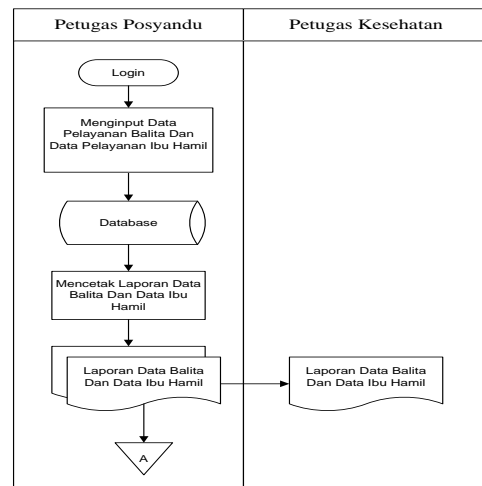 Petugas Posyandu
Petugas Kesehatan
Login
Menginput Data
Pelayanan Balita Dan
Data Pelayanan Ibu Hamil
Database
Mencetak Laporan Data
Balita Dan Data Ibu
Hamil
Laporan Data Balita
Dan Data Ibu Hamil
Laporan Data Balita
Dan Data Ibu Hamil
A